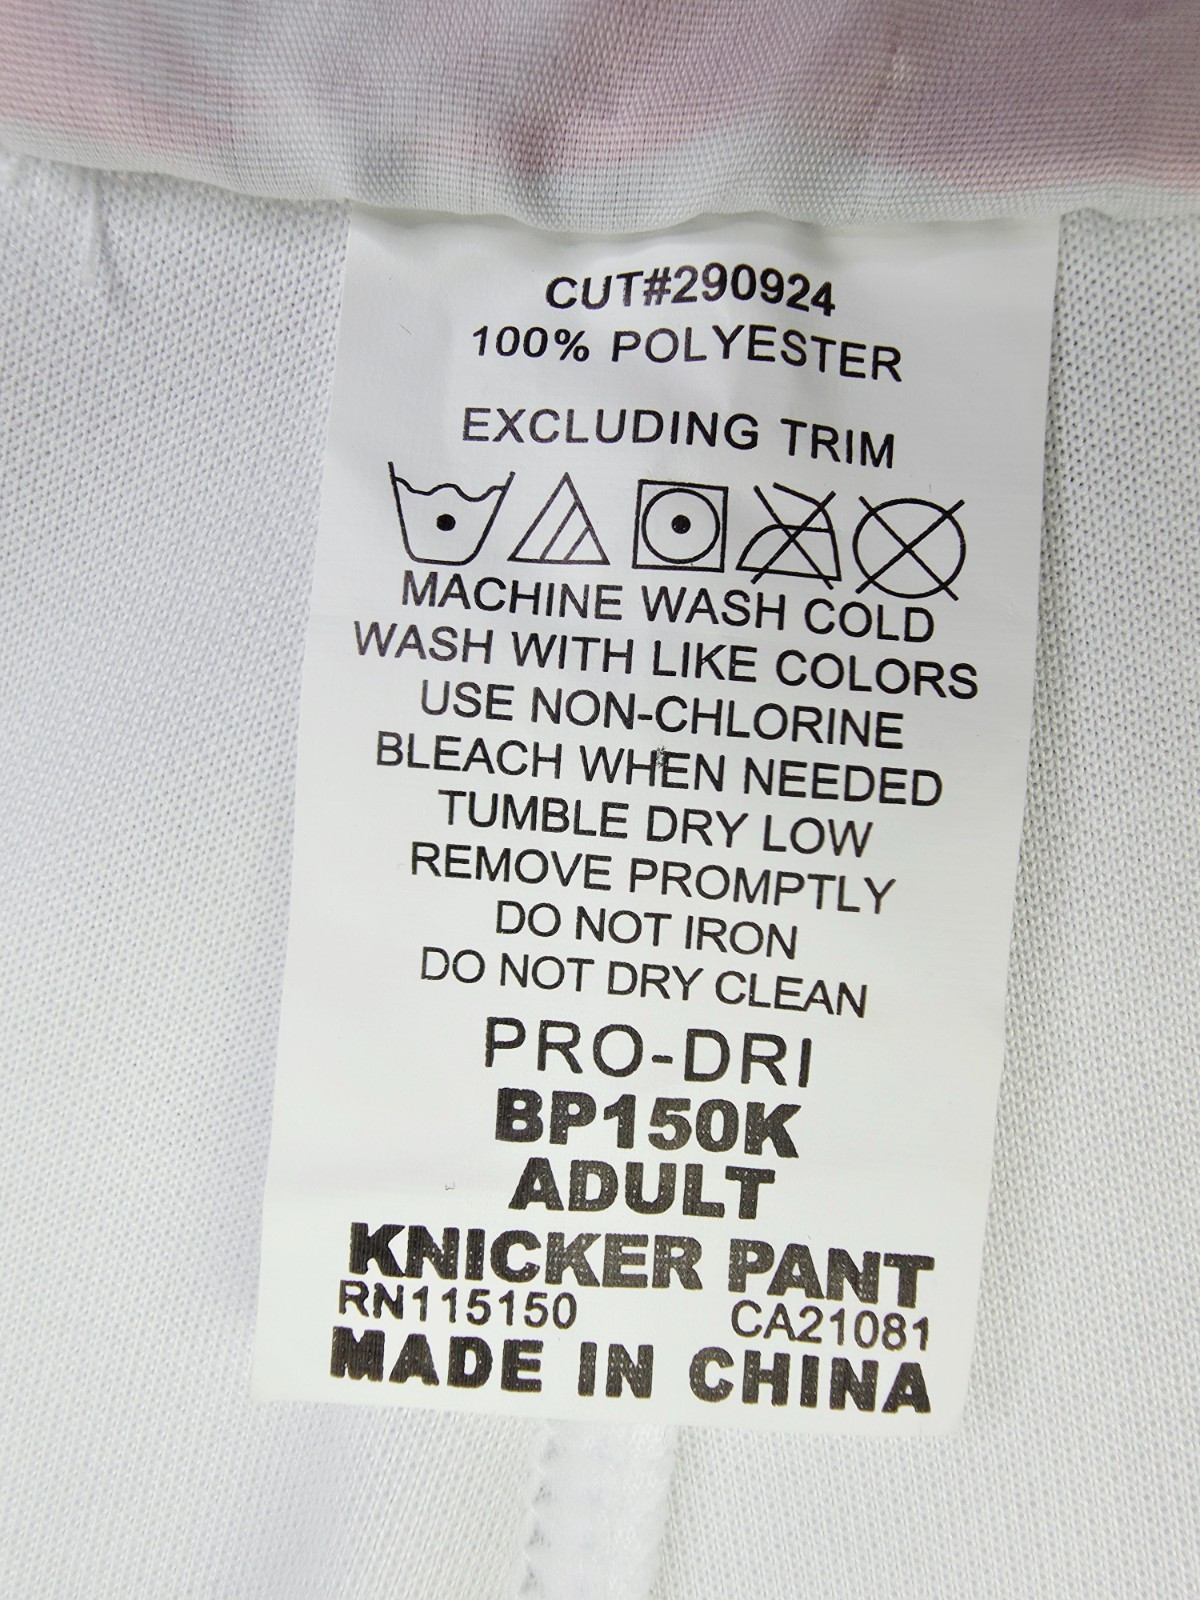 CUT#290924
100% POLYESTER
EXCLUDING TRIM
MACHINE WASH COLD
WASH WITH LIKE COLORS
USE NON-CHLORINE
BLEACH WHEN NEEDED
TUMBLE DRY LOW
REMOVE PROMPTLY
DO NOT IRON
DO NOT DRY CLEAN
PRO-DRI
BP150K
ADULT
KNICKER PANT
RN115150 CA21081
MADE IN CHINA